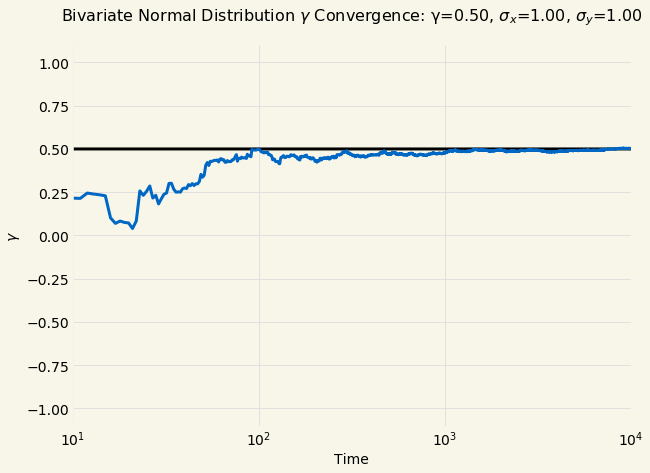 Bivariate Normal Distribution γ Convergence: γ=0.50, σₓ=1.00, σᵧ=1.00
1.00
0.75
0.50
0.25
0.00
−0.25
−0.50
−0.75
−1.00
γ
10¹ 10² 10³ 10⁴
Time